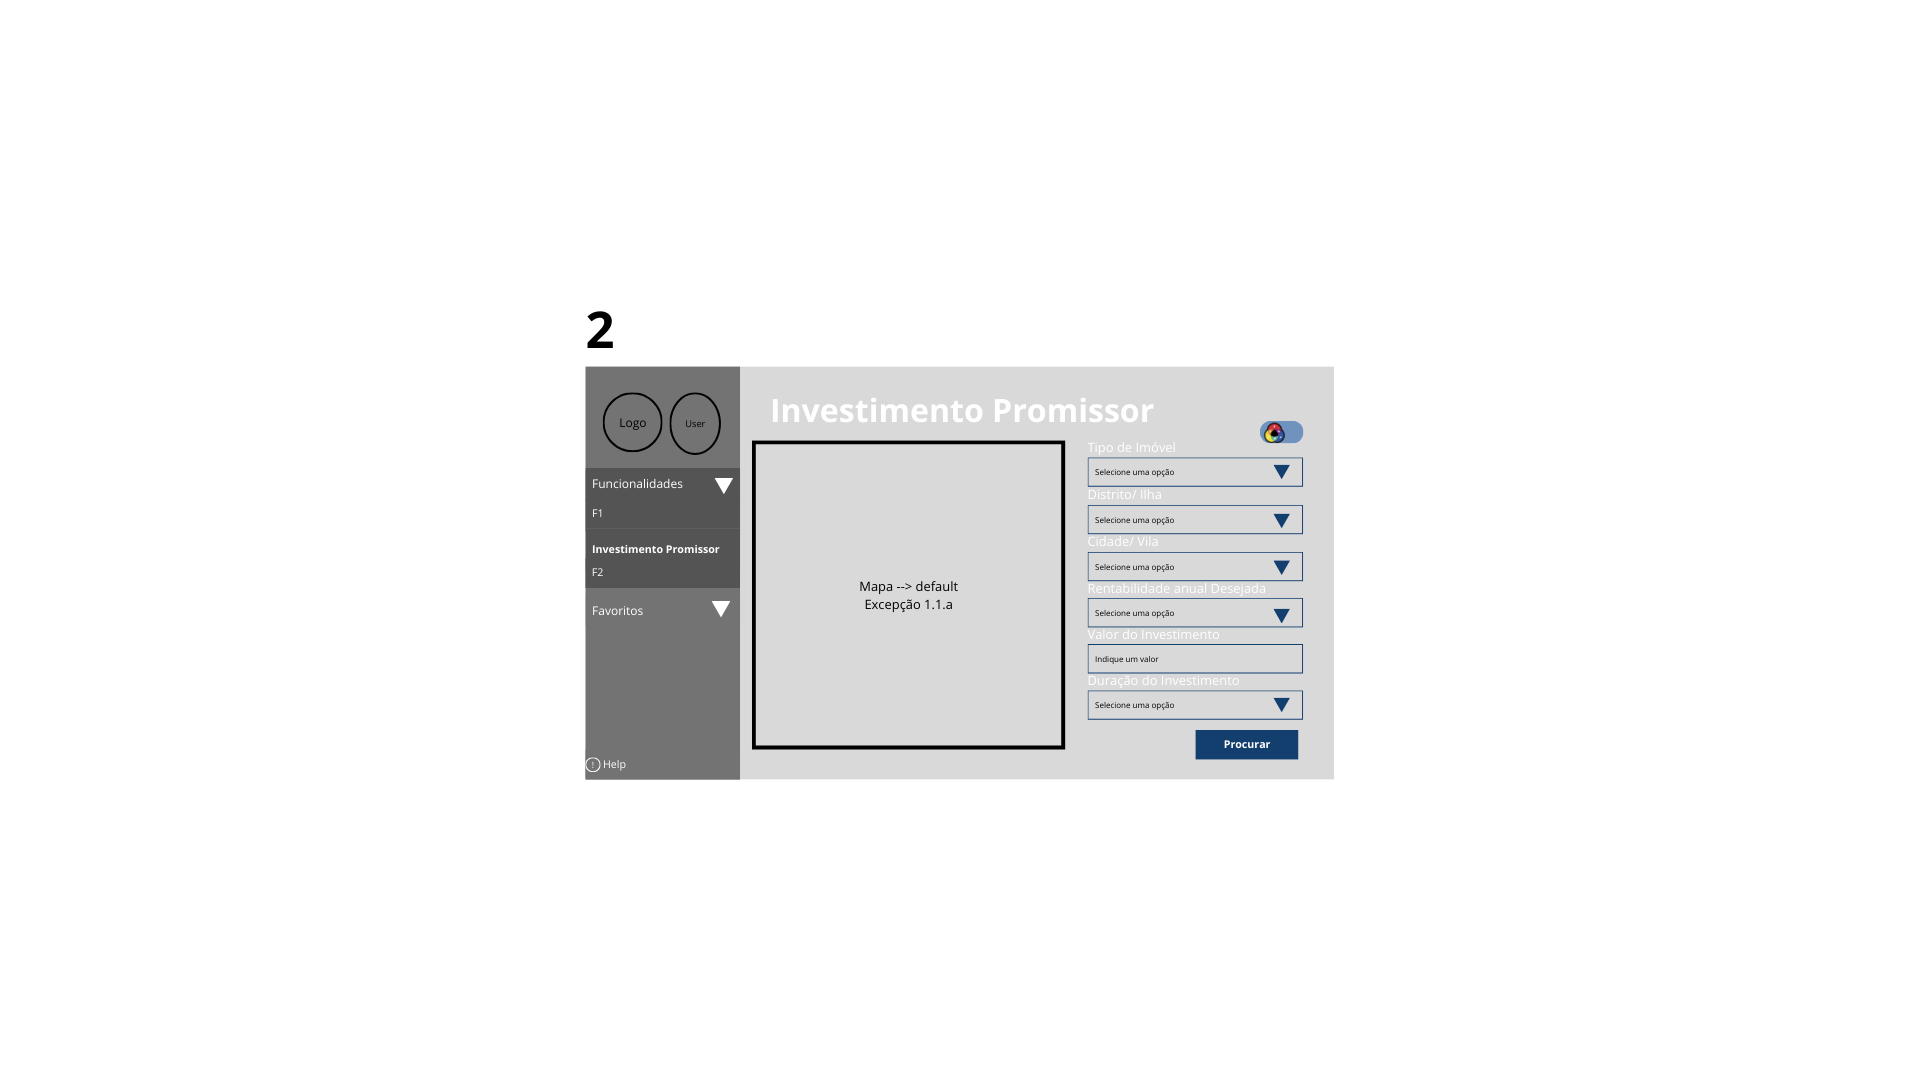 2
Logo
User
Funcionalidades
F1
Investimento Promissor
F2
Favoritos
! Help
Investimento Promissor
Mapa --> default
Excepção 1.1.a
Tipo de Imóvel
Selecione uma opção
Distrito/ Ilha
Selecione uma opção
Cidade/ Vila
Selecione uma opção
Rentabilidade anual Desejada
Selecione uma opção
Valor do Investimento
Indique um valor
Duração do Investimento
Selecione uma opção
Procurar